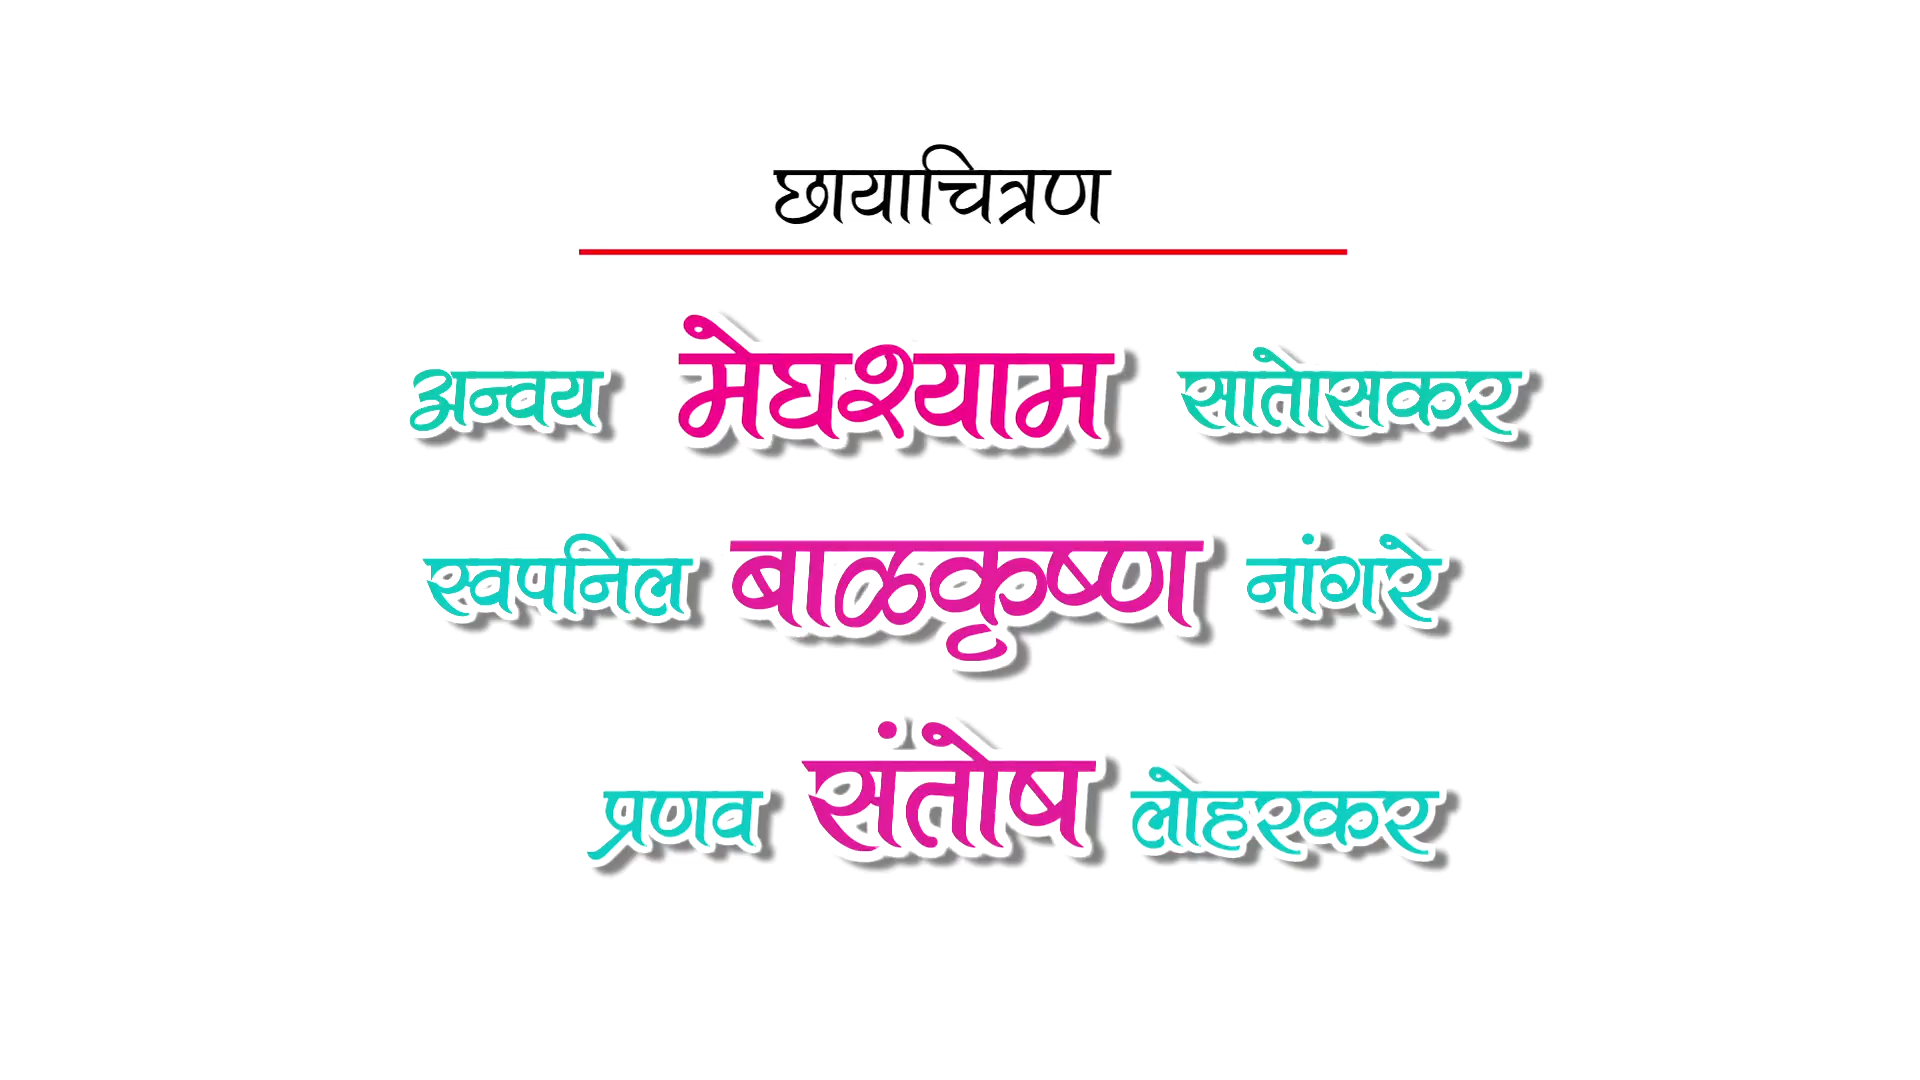 छायाचित्रण
अन्वय मेघश्याम सातोसकर
स्वपनिल बाळकृष्ण नांगरे
प्रणव संतोष लोहरकर